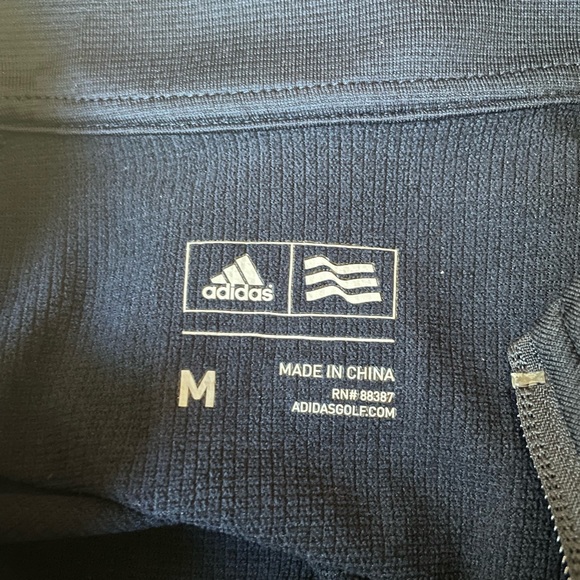 adidas
M
MADE IN CHINA
RN# 88387
ADIDASGOLF.COM